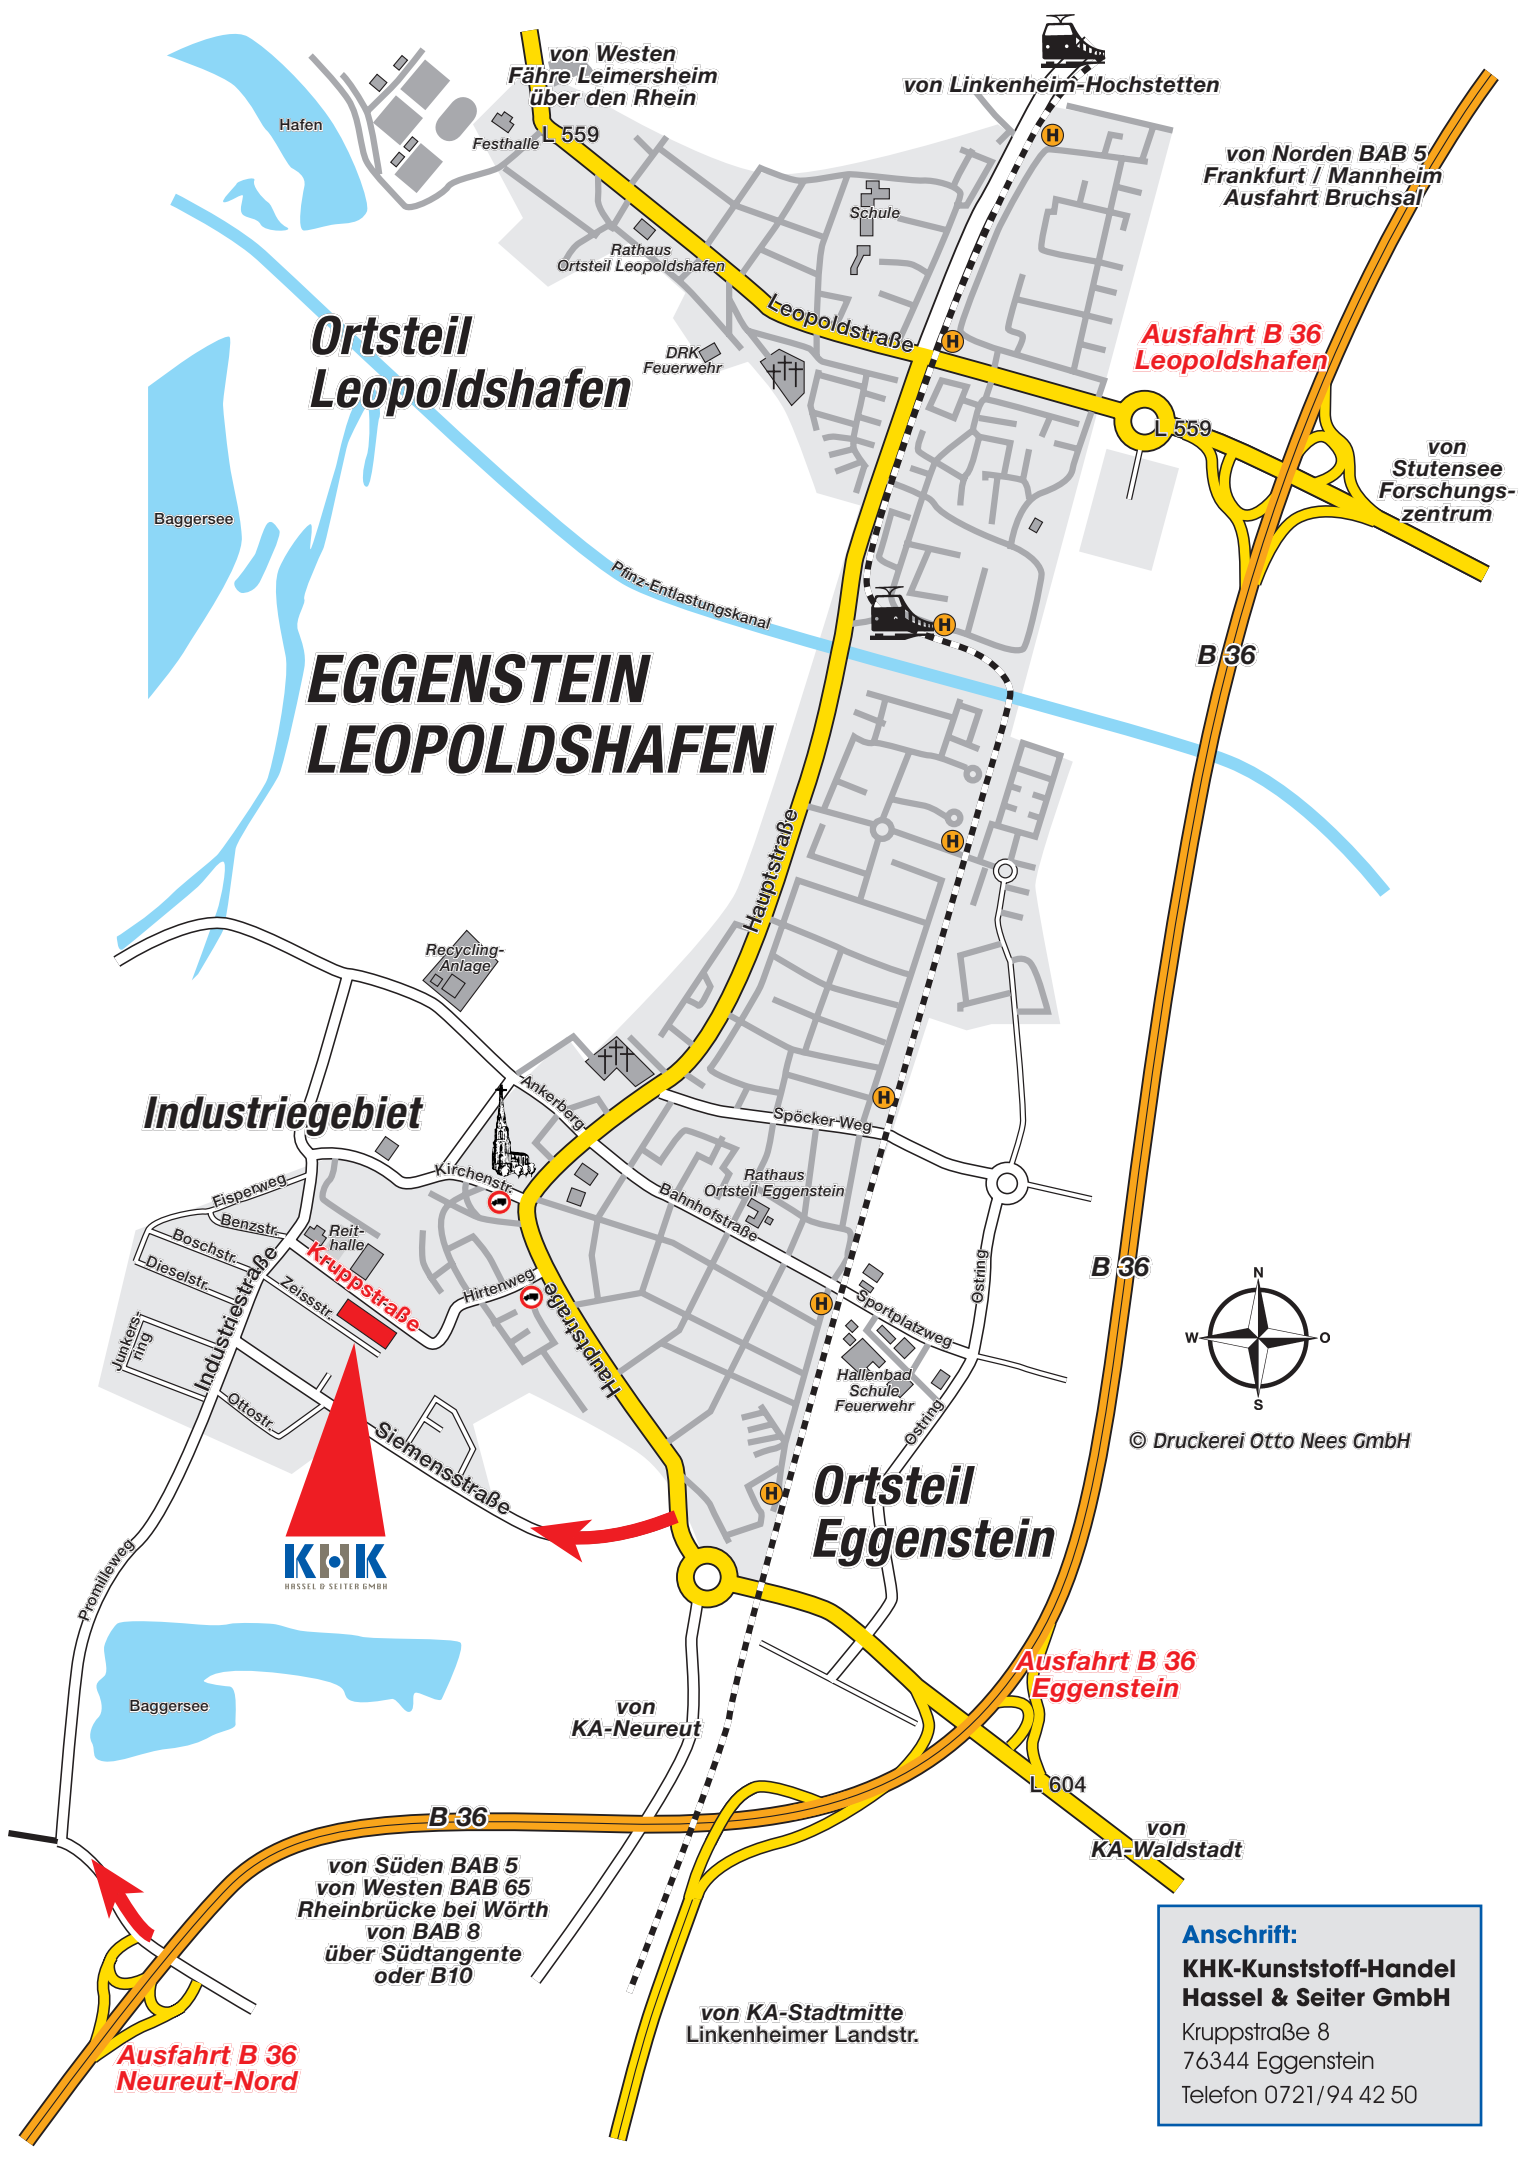 von Westen
Fähre Leimersheim
über den Rhein
von Linkenheim-Hochstetten
Hafen
Festhalle
L 559
H
von Norden BAB 5
Frankfurt / Mannheim
Ausfahrt Bruchsal
Schule
Rathaus
Ortsteil Leopoldshafen
Leopoldstraße
H
Ortsteil
Leopoldshafen
DRK
Feuerwehr
Ausfahrt B 36
Leopoldshafen
L 559
von
Stutensee
Forschungs-
zentrum
Baggersee
Pfinz-Entlastungskanal
H
B 36
EGGENSTEIN
LEOPOLDSHAFEN
Hauptstraße
H
Recycling-
Anlage
Industriegebiet
Ankerberg
H
Spöcker-Weg
Kirchenstr.
Rathaus
Ortsteil Eggenstein
Bahnhofstraße
Eisperweg
Benzstr.
Boschstr.
Dieselstr.
Reit-
halle
Kruppstraße
Zeissstr.
Hirtenweg
Hauptstraße
Industriestraße
Junkers-
ring
Ottostr.
Siemensstraße
H
Sportplatzweg
Ostring
B 36
N
W
O
S
Hallenbad
Schule
Feuerwehr
Ostring
© Druckerei Otto Nees GmbH
H
Ortsteil
Eggenstein
KHK
HASSEL & SEITER GMBH
Promilleweg
Baggersee
von
KA-Neureut
Ausfahrt B 36
Eggenstein
L 604
von
KA-Waldstadt
B 36
von Süden BAB 5
von Westen BAB 65
Rheinbrücke bei Wörth
von BAB 8
über Südtangente
oder B10
von KA-Stadtmitte
Linkenheimer Landstr.
Ausfahrt B 36
Neureut-Nord
Anschrift:
KHK-Kunststoff-Handel
Hassel & Seiter GmbH
Kruppstraße 8
76344 Eggenstein
Telefon 0721/94 42 50